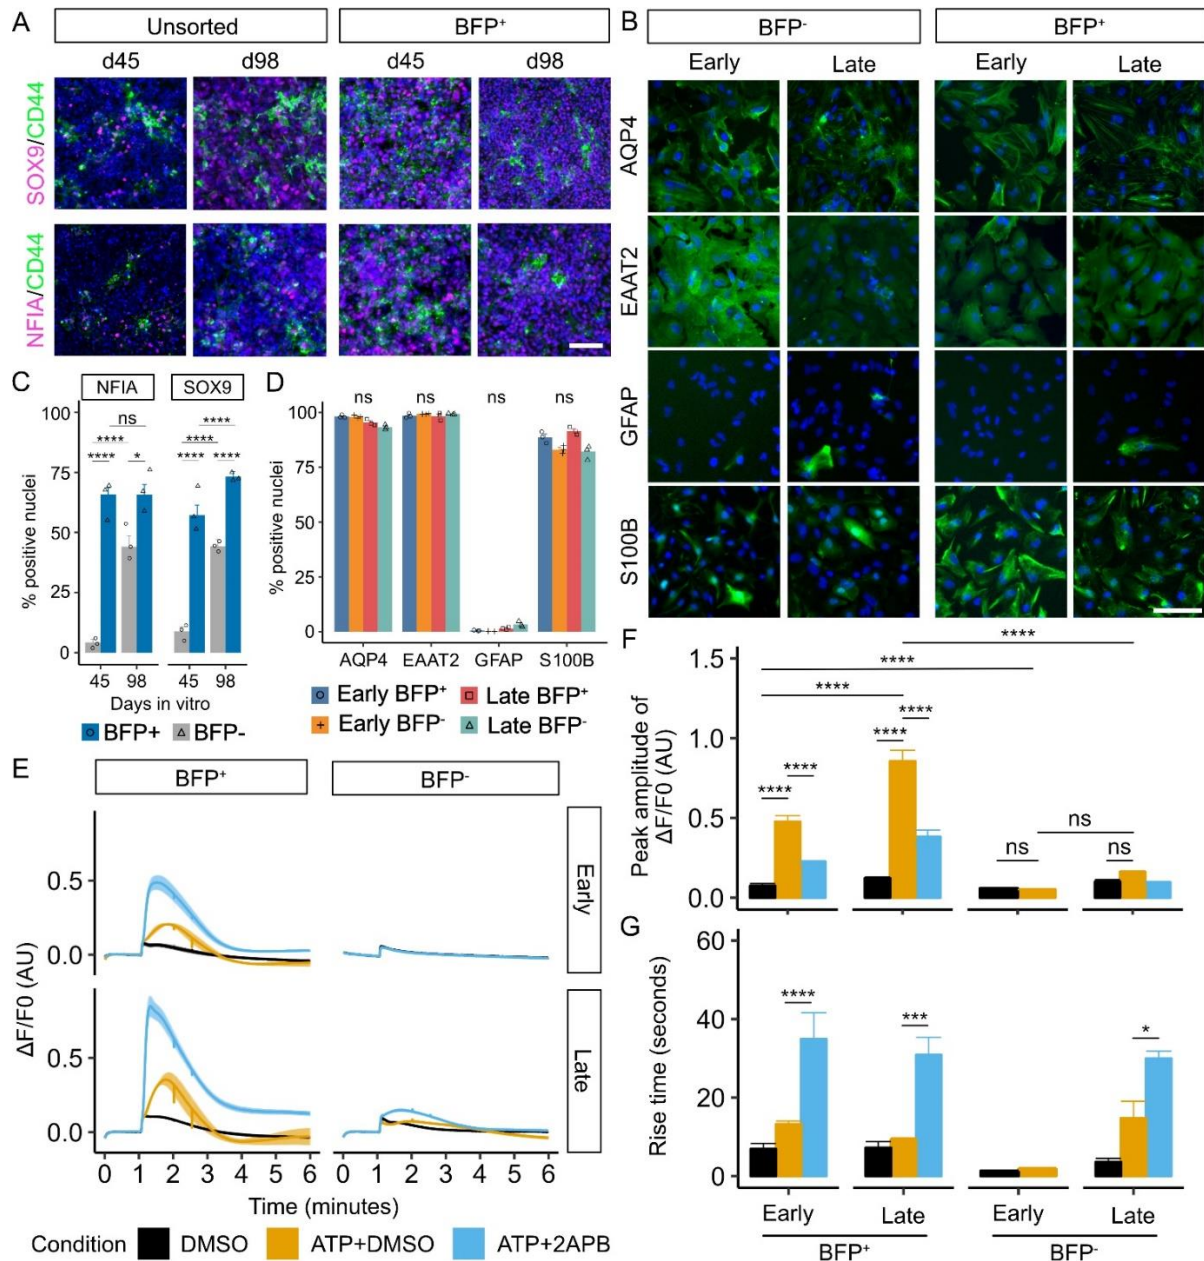 A
Unsorted
BFP⁺
d45
d98
d45
d98
SOX9/CD44
NFIA/CD44
B
BFP⁻
BFP⁺
Early
Late
Early
Late
AQP4
EAAT2
GFAP
S100B
C
NFIA
SOX9
% positive nuclei
100
75
50
25
0
ns
****
****
****
*
****
****
****
****
45
98
45
98
Days in vitro
BFP+
BFP-
D
% positive nuclei
100
75
50
25
0
ns
ns
ns
ns
AQP4
EAAT2
GFAP
S100B
Early BFP⁺
Late BFP⁺
Early BFP⁻
Late BFP⁻
E
BFP⁺
BFP⁻
Early
Late
ΔF/F0 (AU)
0.5
0.0
0.5
0.0
0 1 2 3 4 5 6
0 1 2 3 4 5 6
Time (minutes)
Condition
DMSO
ATP+DMSO
ATP+2APB
F
Peak amplitude of
ΔF/F0 (AU)
1.5
1.0
0.5
0.0
****
****
****
****
****
****
****
ns
ns
ns
G
Rise time (seconds)
60
40
20
0
****
***
*
Early
Late
Early
Late
BFP⁺
BFP⁻